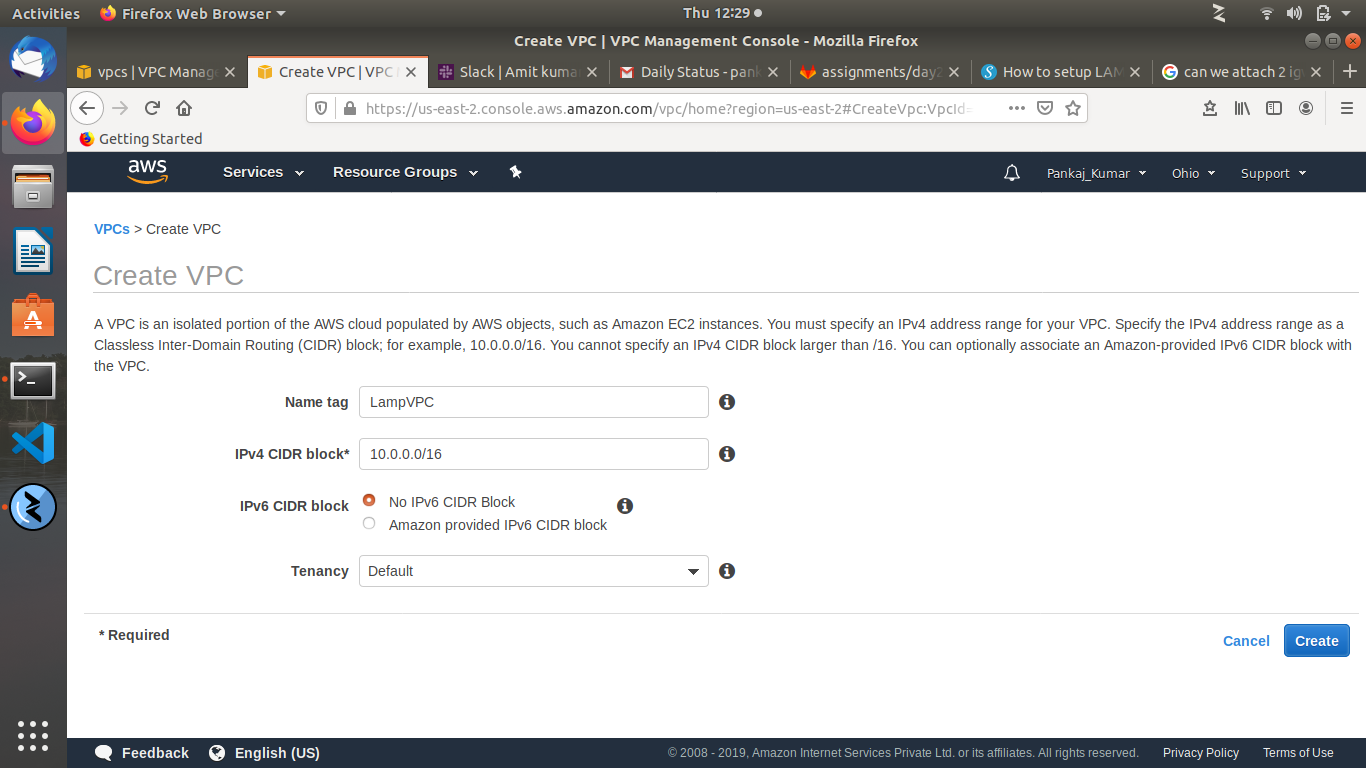 Activities Firefox Web Browser Thu 12:29
Create VPC | VPC Management Console - Mozilla Firefox
vpcs | VPC Manage Create VPC | VPC Slack | Amit kuma Daily Status - pank assignments/day2 How to setup LAM can we attach 2 ig
https://us-east-2.console.aws.amazon.com/vpc/home?region=us-east-2#CreateVpc:VpcId=
Getting Started
aws Services Resource Groups Pankaj_Kumar Ohio Support
VPCs > Create VPC
Create VPC
A VPC is an isolated portion of the AWS cloud populated by AWS objects, such as Amazon EC2 instances. You must specify an IPv4 address range for your VPC. Specify the IPv4 address range as a
Classless Inter-Domain Routing (CIDR) block; for example, 10.0.0.0/16. You cannot specify an IPv4 CIDR block larger than /16. You can optionally associate an Amazon-provided IPv6 CIDR block with
the VPC.
Name tag LampVPC
IPv4 CIDR block* 10.0.0.0/16
IPv6 CIDR block No IPv6 CIDR Block
Amazon provided IPv6 CIDR block
Tenancy Default
* Required
Cancel Create
Feedback English (US) © 2008 - 2019, Amazon Internet Services Private Ltd. or its affiliates. All rights reserved. Privacy Policy Terms of Use